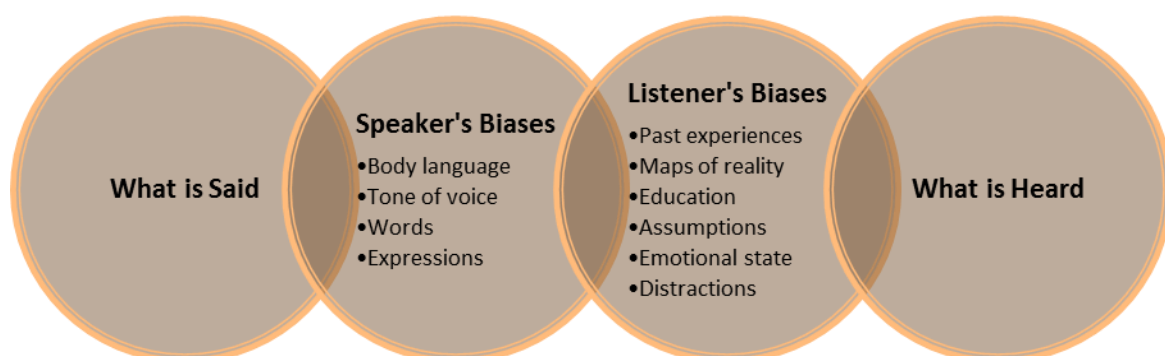 What is Said
Speaker's Biases
•Body language
•Tone of voice
•Words
•Expressions
Listener's Biases
•Past experiences
•Maps of reality
•Education
•Assumptions
•Emotional state
•Distractions
What is Heard